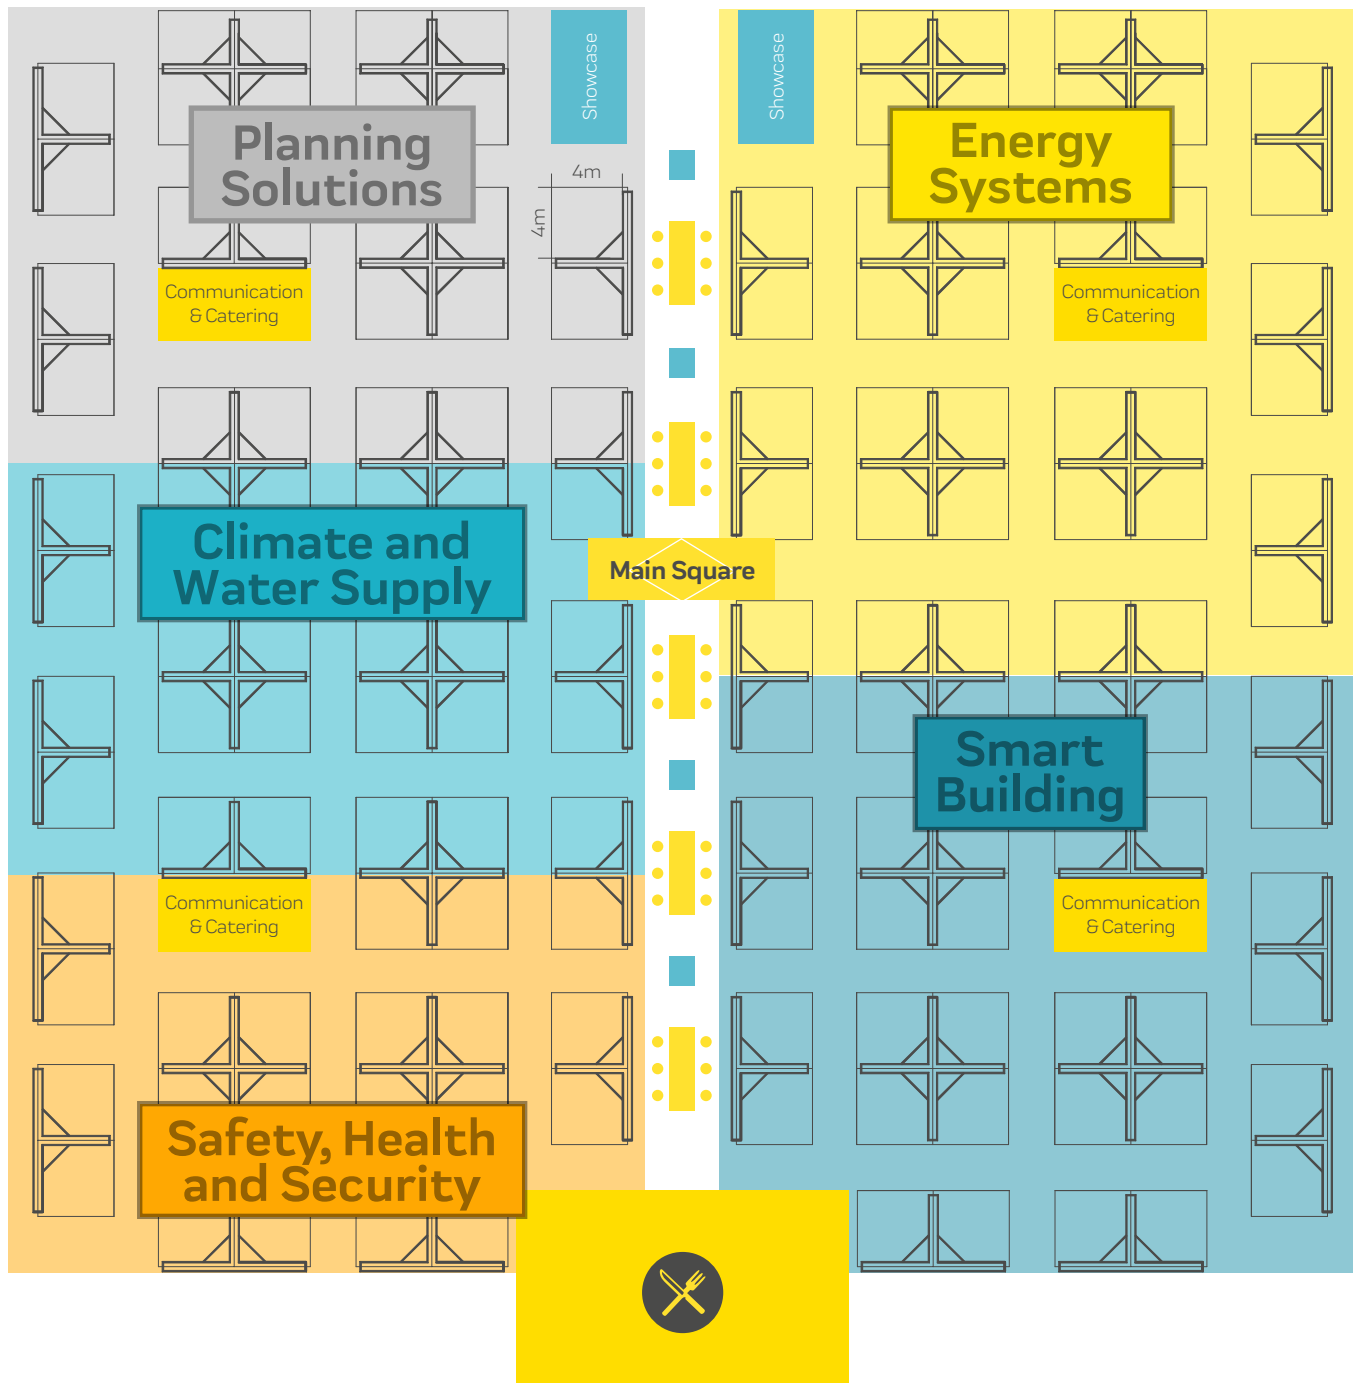 Showcase
Showcase
Planning
Solutions
Energy
Systems
4m
4m
Communication
& Catering
Communication
& Catering
Climate and
Water Supply
Main Square
Smart
Building
Communication
& Catering
Communication
& Catering
Safety, Health
and Security